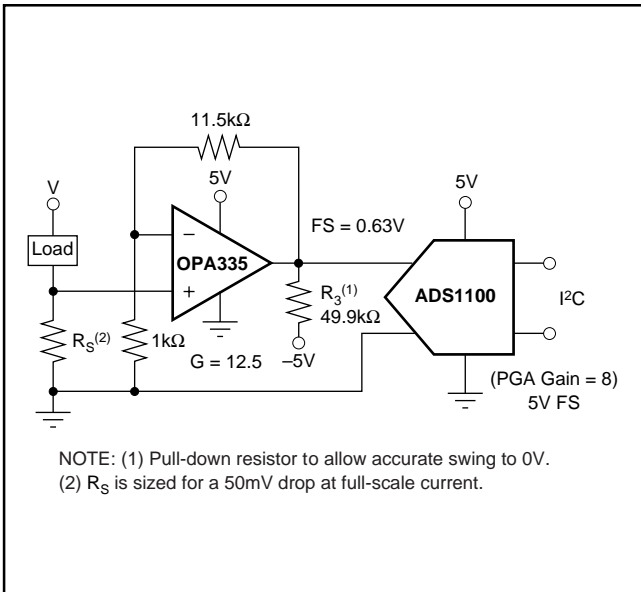 11.5kΩ
V
5V
5V
FS = 0.63V
Load
−
OPA335
+
R3(1)
49.9kΩ
ADS1100
I2C
RS(2)
1kΩ
G = 12.5
–5V
(PGA Gain = 8)
5V FS
NOTE: (1) Pull-down resistor to allow accurate swing to 0V.
(2) RS is sized for a 50mV drop at full-scale current.